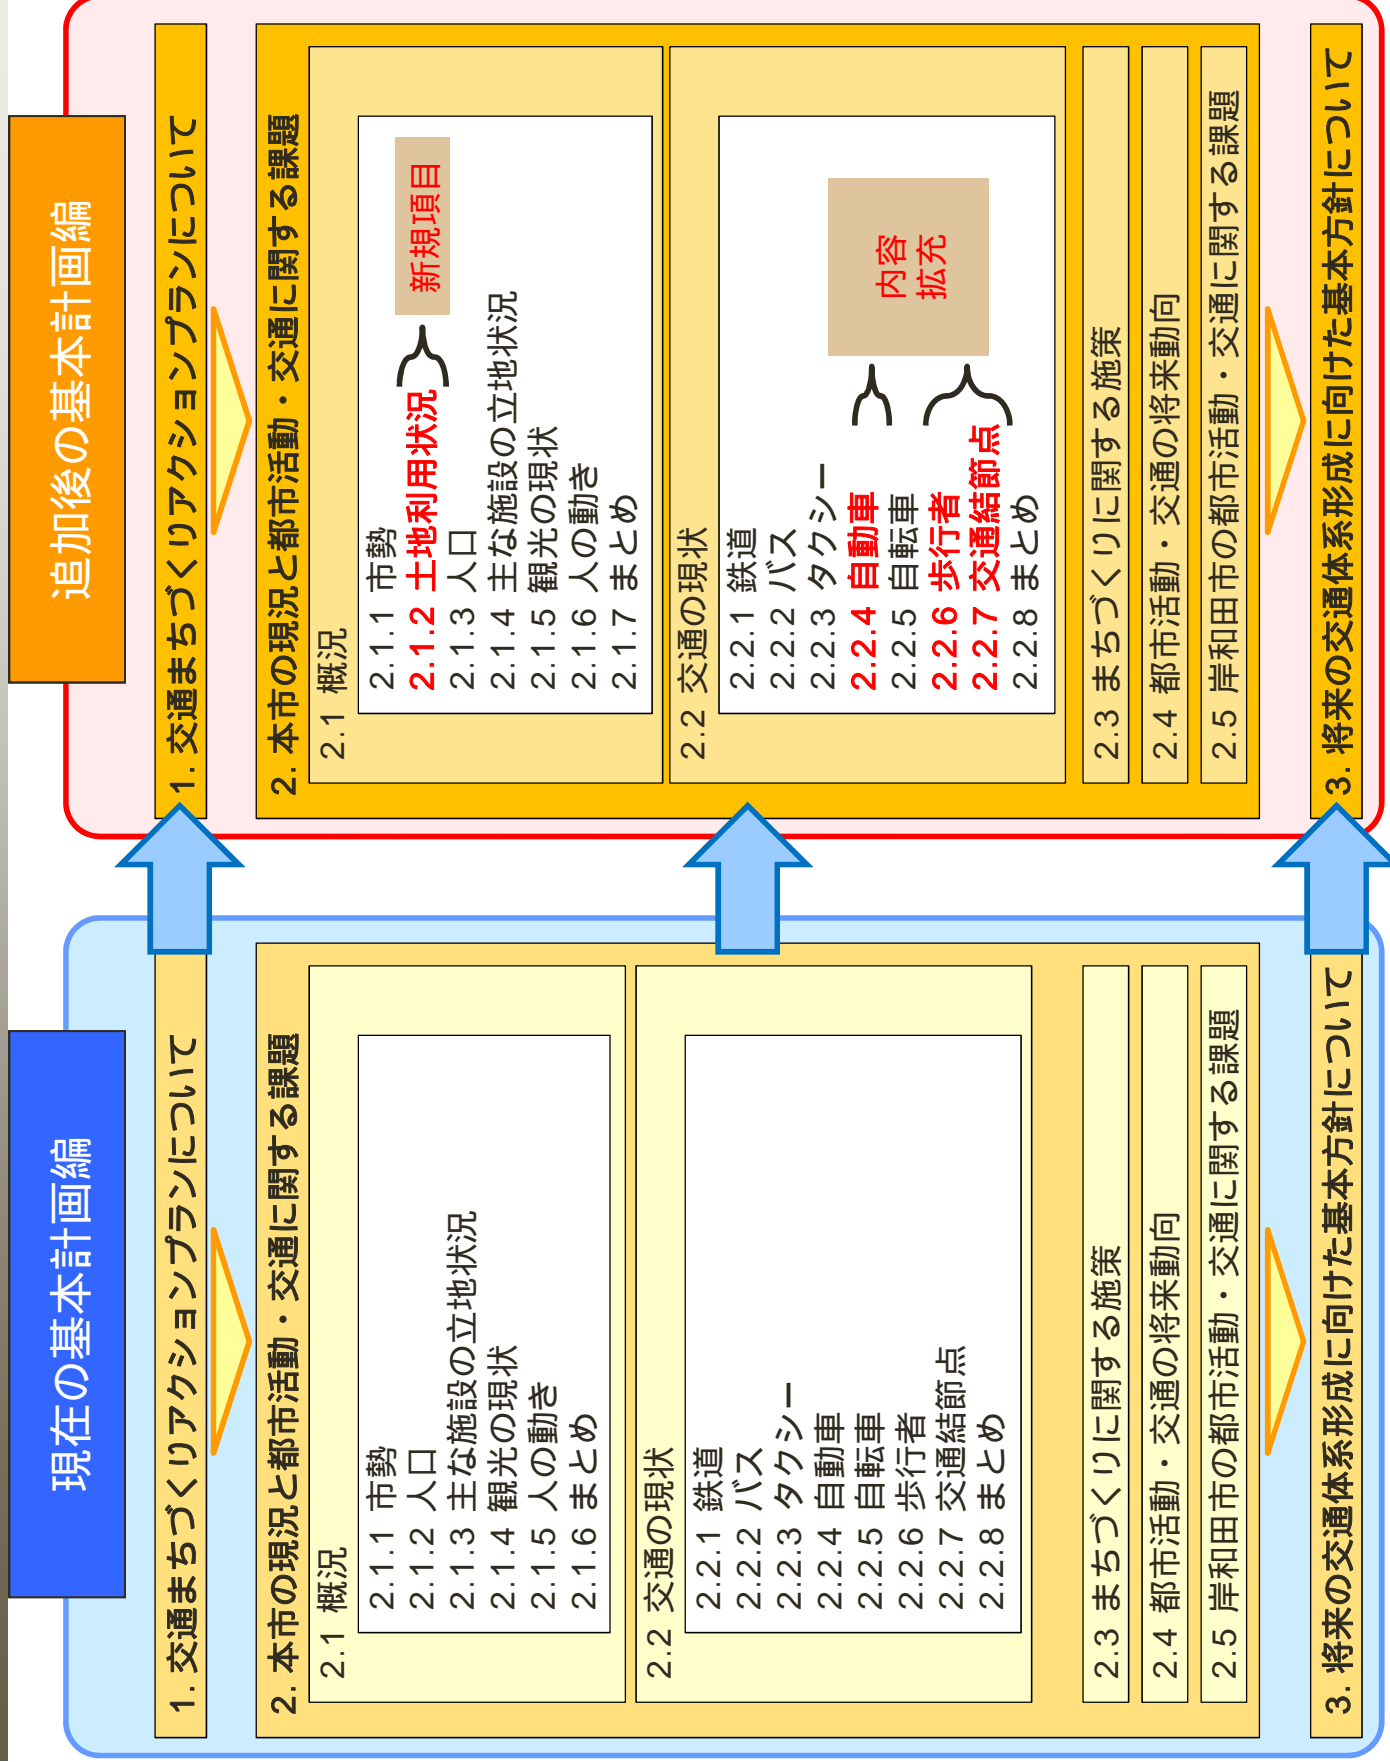 現在の基本計画編
1. 交通まちづくりアクションプランについて
2. 本市の現況と都市活動・交通に関する課題
2.1 概況
2.1.1 市勢
2.1.2 人口
2.1.3 主な施設の立地状況
2.1.4 観光の現状
2.1.5 人の動き
2.1.6 まとめ
2.2 交通の現状
2.2.1 鉄道
2.2.2 バス
2.2.3 タクシー
2.2.4 自動車
2.2.5 自転車
2.2.6 歩行者
2.2.7 交通結節点
2.2.8 まとめ
2.3 まちづくりに関する施策
2.4 都市活動・交通の将来動向
2.5 岸和田市の都市活動・交通に関する課題
3. 将来の交通体系形成に向けた基本方針について
追加後の基本計画編
1. 交通まちづくりアクションプランについて
2. 本市の現況と都市活動・交通に関する課題
2.1 概況
2.1.1 市勢
2.1.2 土地利用状況
新規項目
2.1.3 人口
2.1.4 主な施設の立地状況
2.1.5 観光の現状
2.1.6 人の動き
2.1.7 まとめ
2.2 交通の現状
2.2.1 鉄道
2.2.2 バス
2.2.3 タクシー
2.2.4 自動車
2.2.5 自転車
2.2.6 歩行者
2.2.7 交通結節点
2.2.8 まとめ
内容
拡充
2.3 まちづくりに関する施策
2.4 都市活動・交通の将来動向
2.5 岸和田市の都市活動・交通に関する課題
3. 将来の交通体系形成に向けた基本方針について